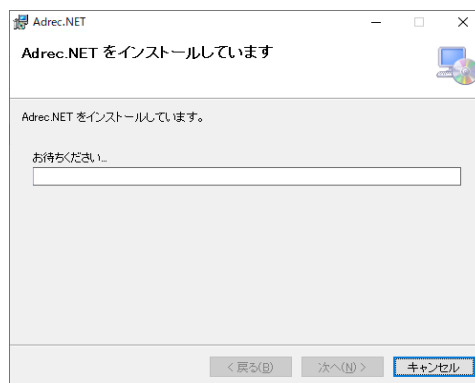 Adrec.NET
Adrec.NET をインストールしています
Adrec.NET をインストールしています。
お待ちください...
< 戻る(B)
次へ(N) >
キャンセル